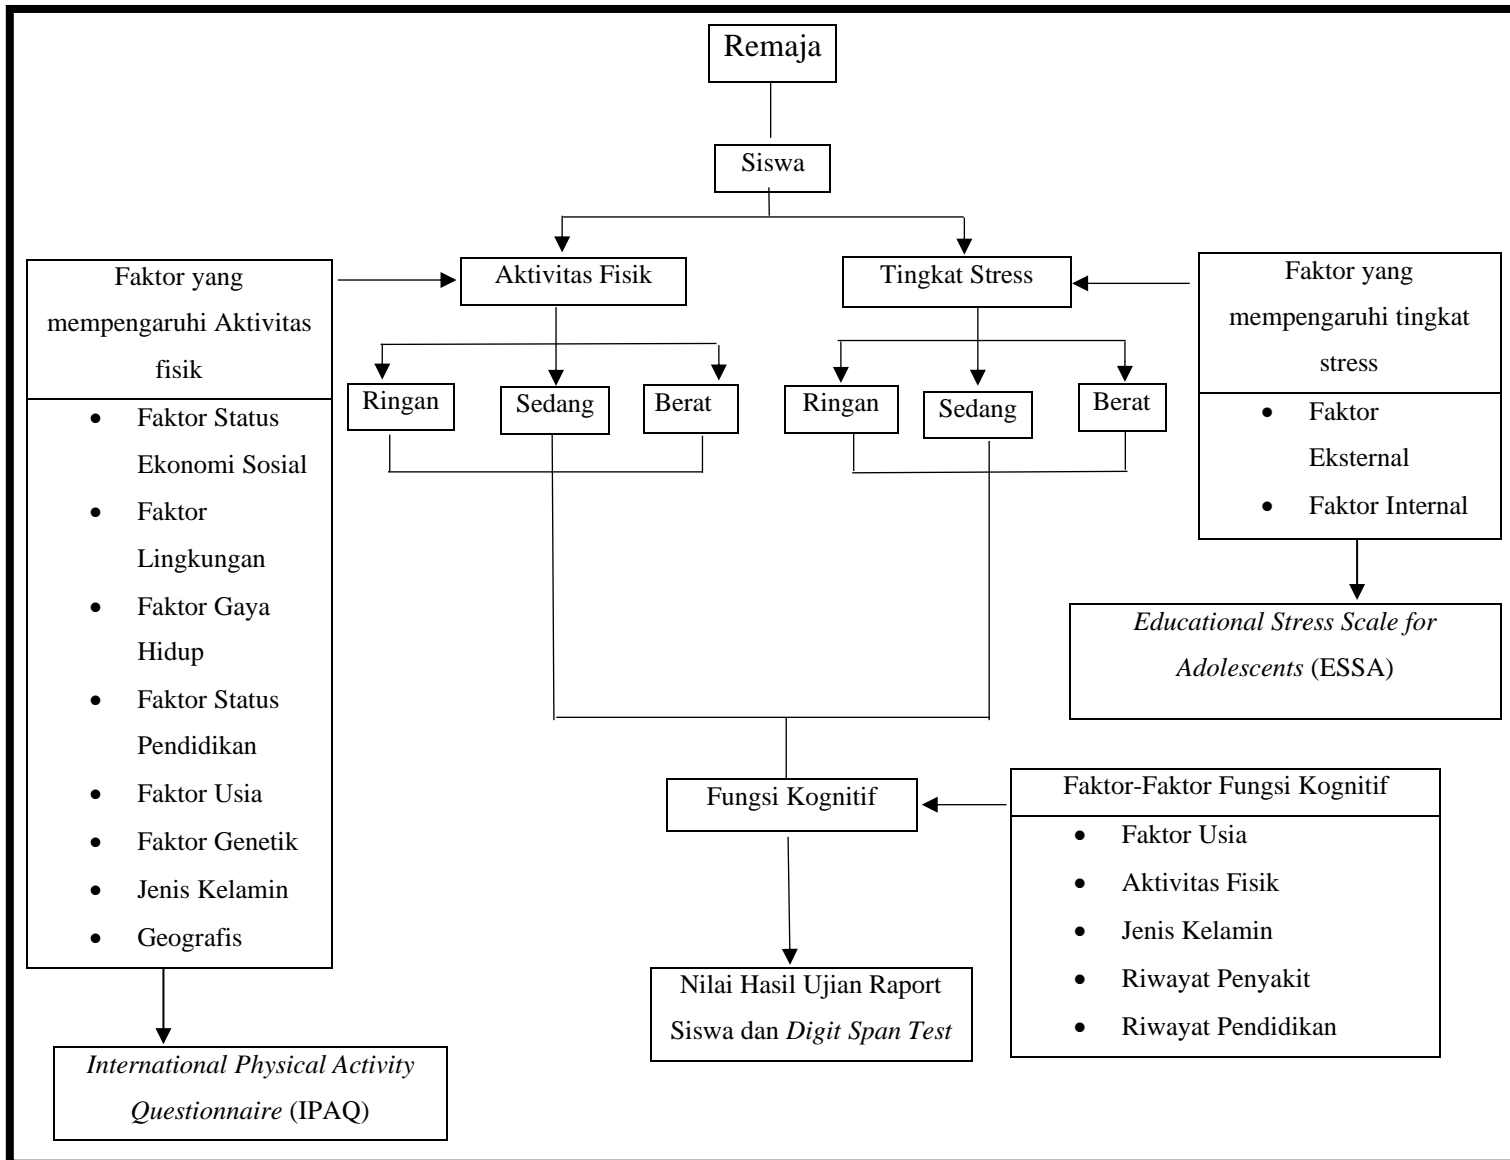 Remaja
Siswa
Aktivitas Fisik
Tingkat Stress
Faktor yang
mempengaruhi Aktivitas
fisik
Faktor yang
mempengaruhi tingkat
stress
Ringan
Sedang
Berat
Ringan
Sedang
Berat
• Faktor Status
Ekonomi Sosial
• Faktor
Lingkungan
• Faktor Gaya
Hidup
• Faktor Status
Pendidikan
• Faktor Usia
• Faktor Genetik
• Jenis Kelamin
• Geografis
• Faktor
Eksternal
• Faktor Internal
Educational Stress Scale for
Adolescents (ESSA)
Fungsi Kognitif
Faktor-Faktor Fungsi Kognitif
• Faktor Usia
• Aktivitas Fisik
• Jenis Kelamin
• Riwayat Penyakit
• Riwayat Pendidikan
Nilai Hasil Ujian Raport
Siswa dan Digit Span Test
International Physical Activity
Questionnaire (IPAQ)